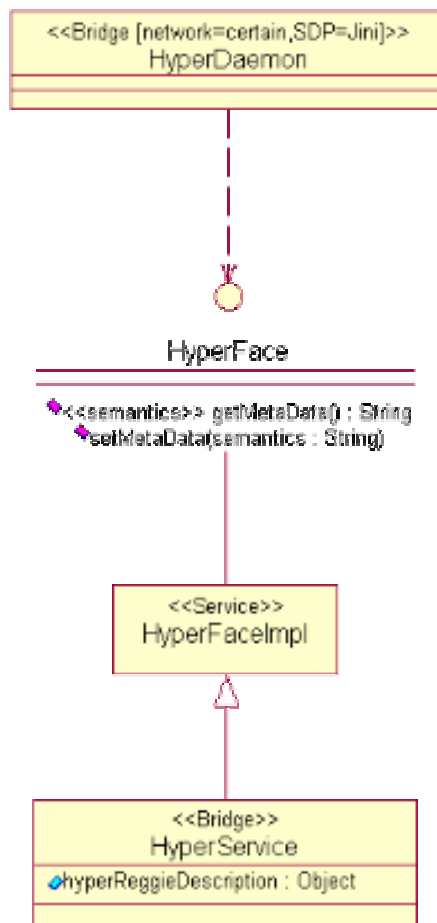 <<Bridge [network=certain,SDP=Jini]>>
HyperDaemon
HyperFace
<<semantics>> getMetaData() : String
setMetaData(semantics : String)
<<Service>>
HyperFaceImpl
<<Bridge>>
HyperService
hyperReggieDescription : Object